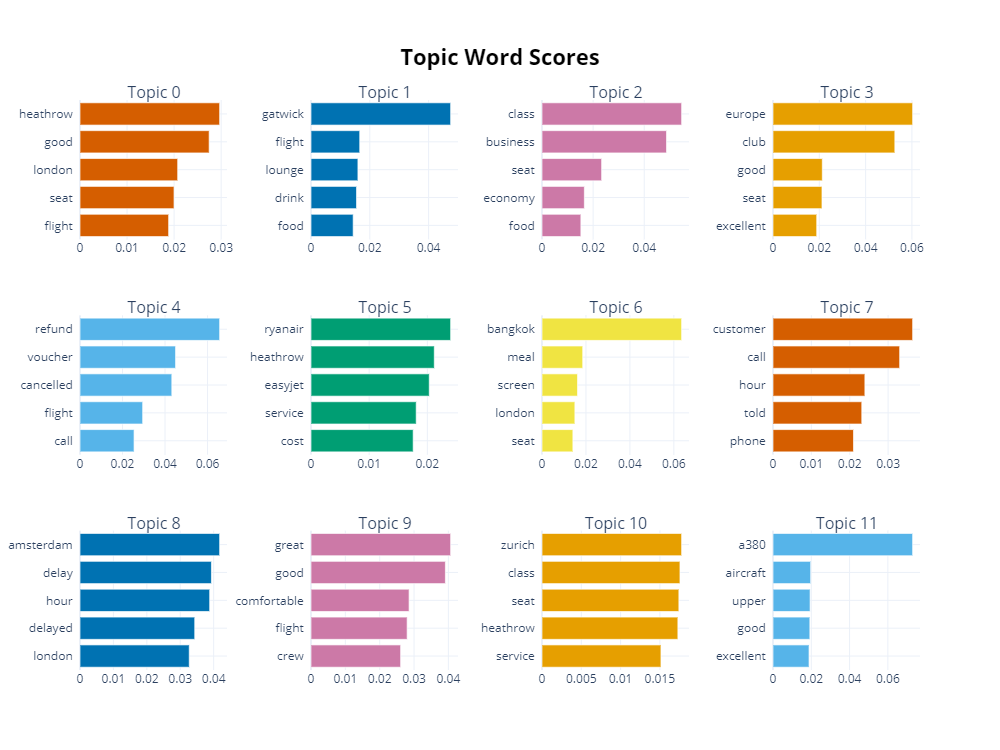 Topic Word Scores
Topic 0
heathrow
good
london
seat
flight
0 0.01 0.02 0.03
Topic 1
gatwick
flight
lounge
drink
food
0 0.02 0.04
Topic 2
class
business
seat
economy
food
0 0.02 0.04
Topic 3
europe
club
good
seat
excellent
0 0.02 0.04 0.06
Topic 4
refund
voucher
cancelled
flight
call
0 0.02 0.04 0.06
Topic 5
ryanair
heathrow
easyjet
service
cost
0 0.01 0.02
Topic 6
bangkok
meal
screen
london
seat
0 0.02 0.04 0.06
Topic 7
customer
call
hour
told
phone
0 0.01 0.02 0.03
Topic 8
amsterdam
delay
hour
delayed
london
0 0.01 0.02 0.03 0.04
Topic 9
great
good
comfortable
flight
crew
0 0.01 0.02 0.03 0.04
Topic 10
zurich
class
seat
heathrow
service
0 0.005 0.01 0.015
Topic 11
a380
aircraft
upper
good
excellent
0 0.02 0.04 0.06